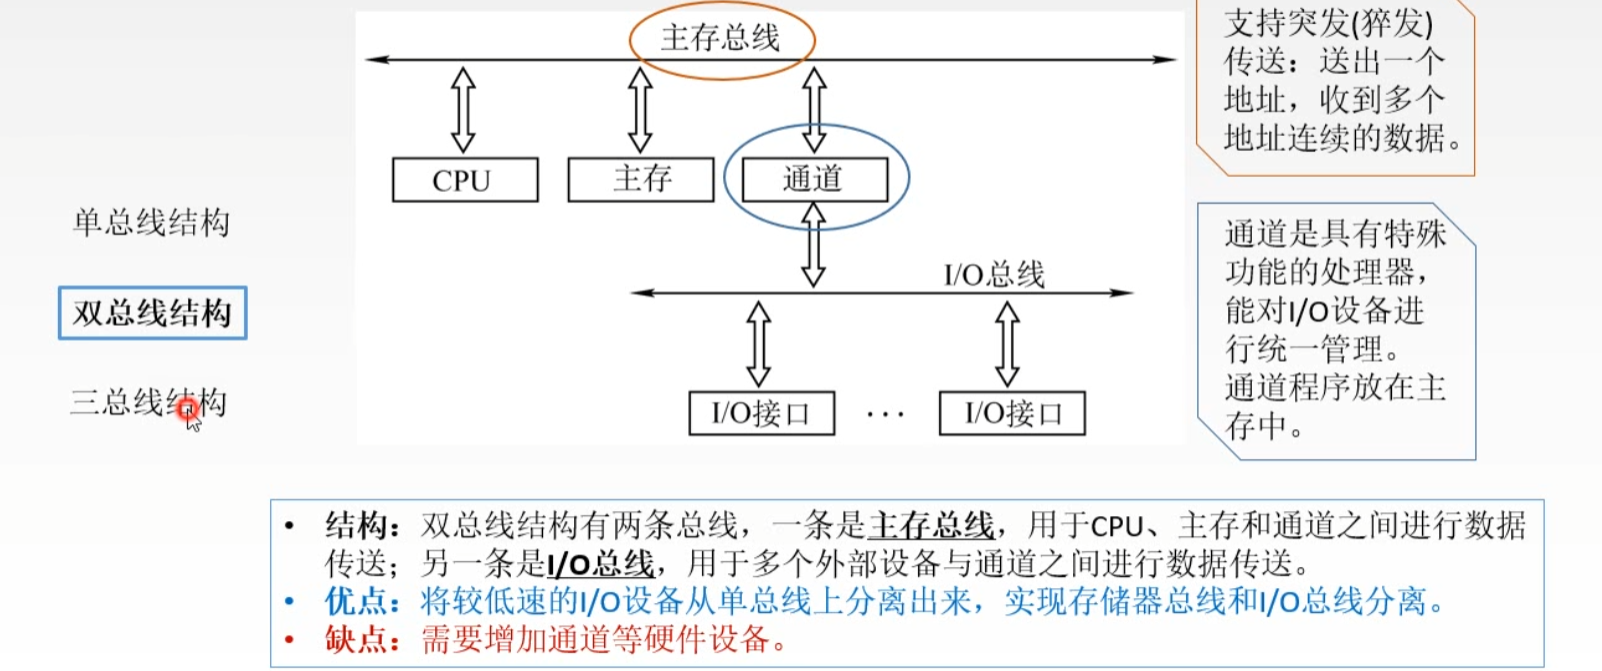 主存总线
CPU
主存
通道
I/O总线
I/O接口
...
I/O接口
支持突发(猝发)
传送：送出一个
地址，收到多个
地址连续的数据。
通道是具有特殊
功能的处理器，
能对I/O设备进
行统一管理。
通道程序放在主
存中。
单总线结构
双总线结构
三总线结构
• 结构：双总线结构有两条总线，一条是主存总线，用于CPU、主存和通道之间进行数据
传送；另一条是I/O总线，用于多个外部设备与通道之间进行数据传送。
• 优点：将较低速的I/O设备从单总线上分离出来，实现存储器总线和I/O总线分离。
• 缺点：需要增加通道等硬件设备。